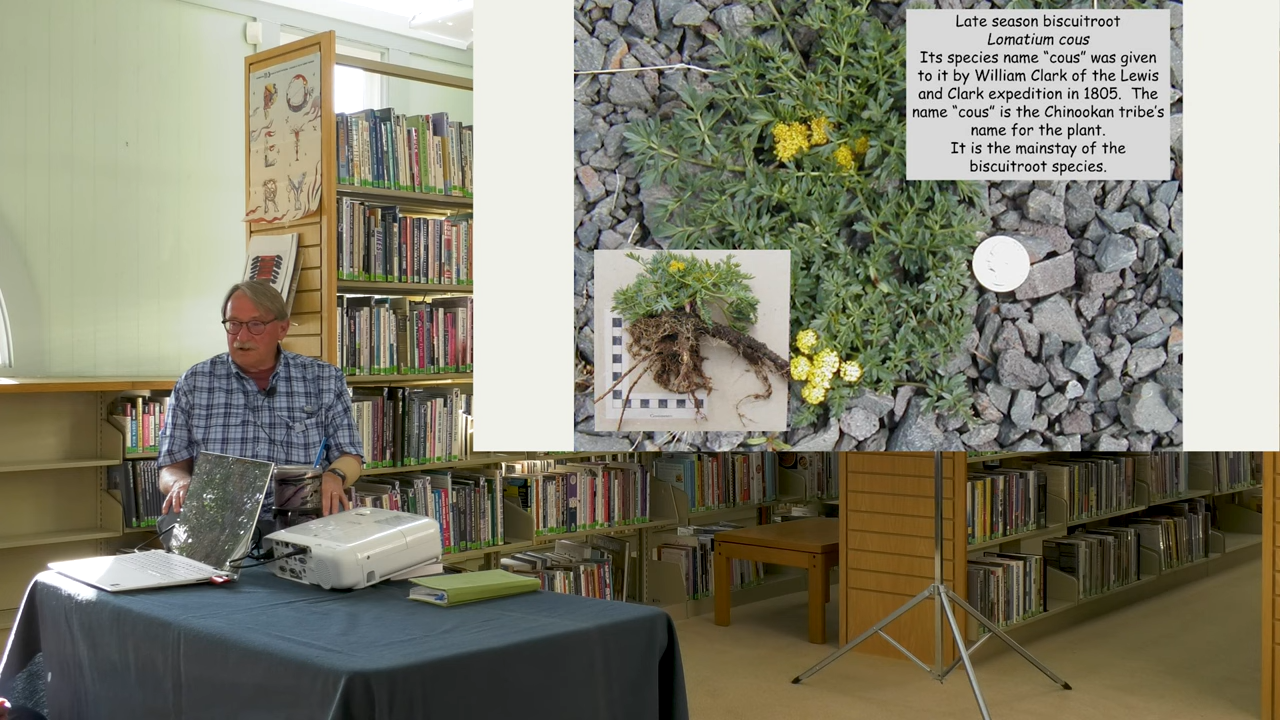 Late season biscuitroot
Lomatium cous
Its species name “cous” was given
to it by William Clark of the Lewis
and Clark expedition in 1805.  The
name “cous” is the Chinookan tribe’s
name for the plant.
It is the mainstay of the
biscuitroot species.